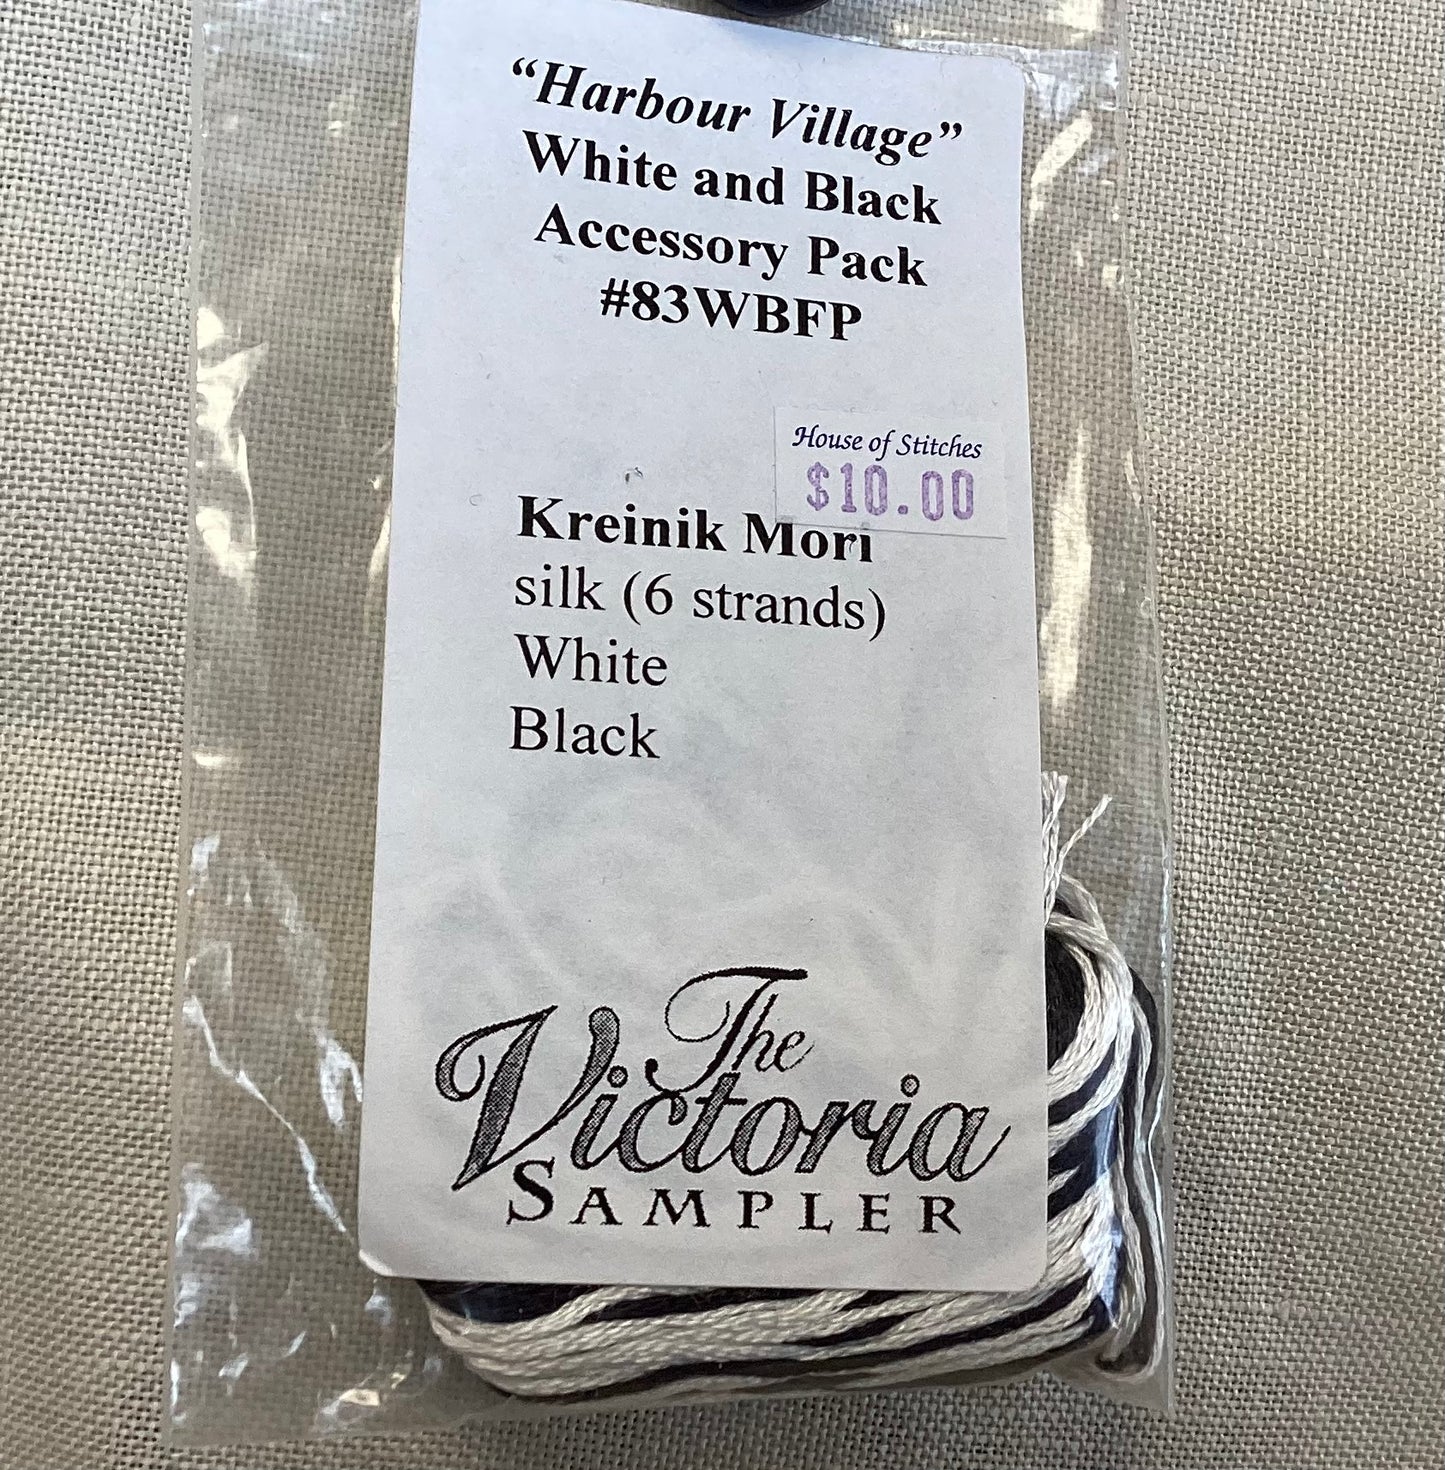 “Harbour Village”
White and Black
Accessory Pack
#83WBFP
House of Stitches
$10.00
Kreinik Mori
silk (6 strands)
White
Black
The
Victoria
SAMPLER